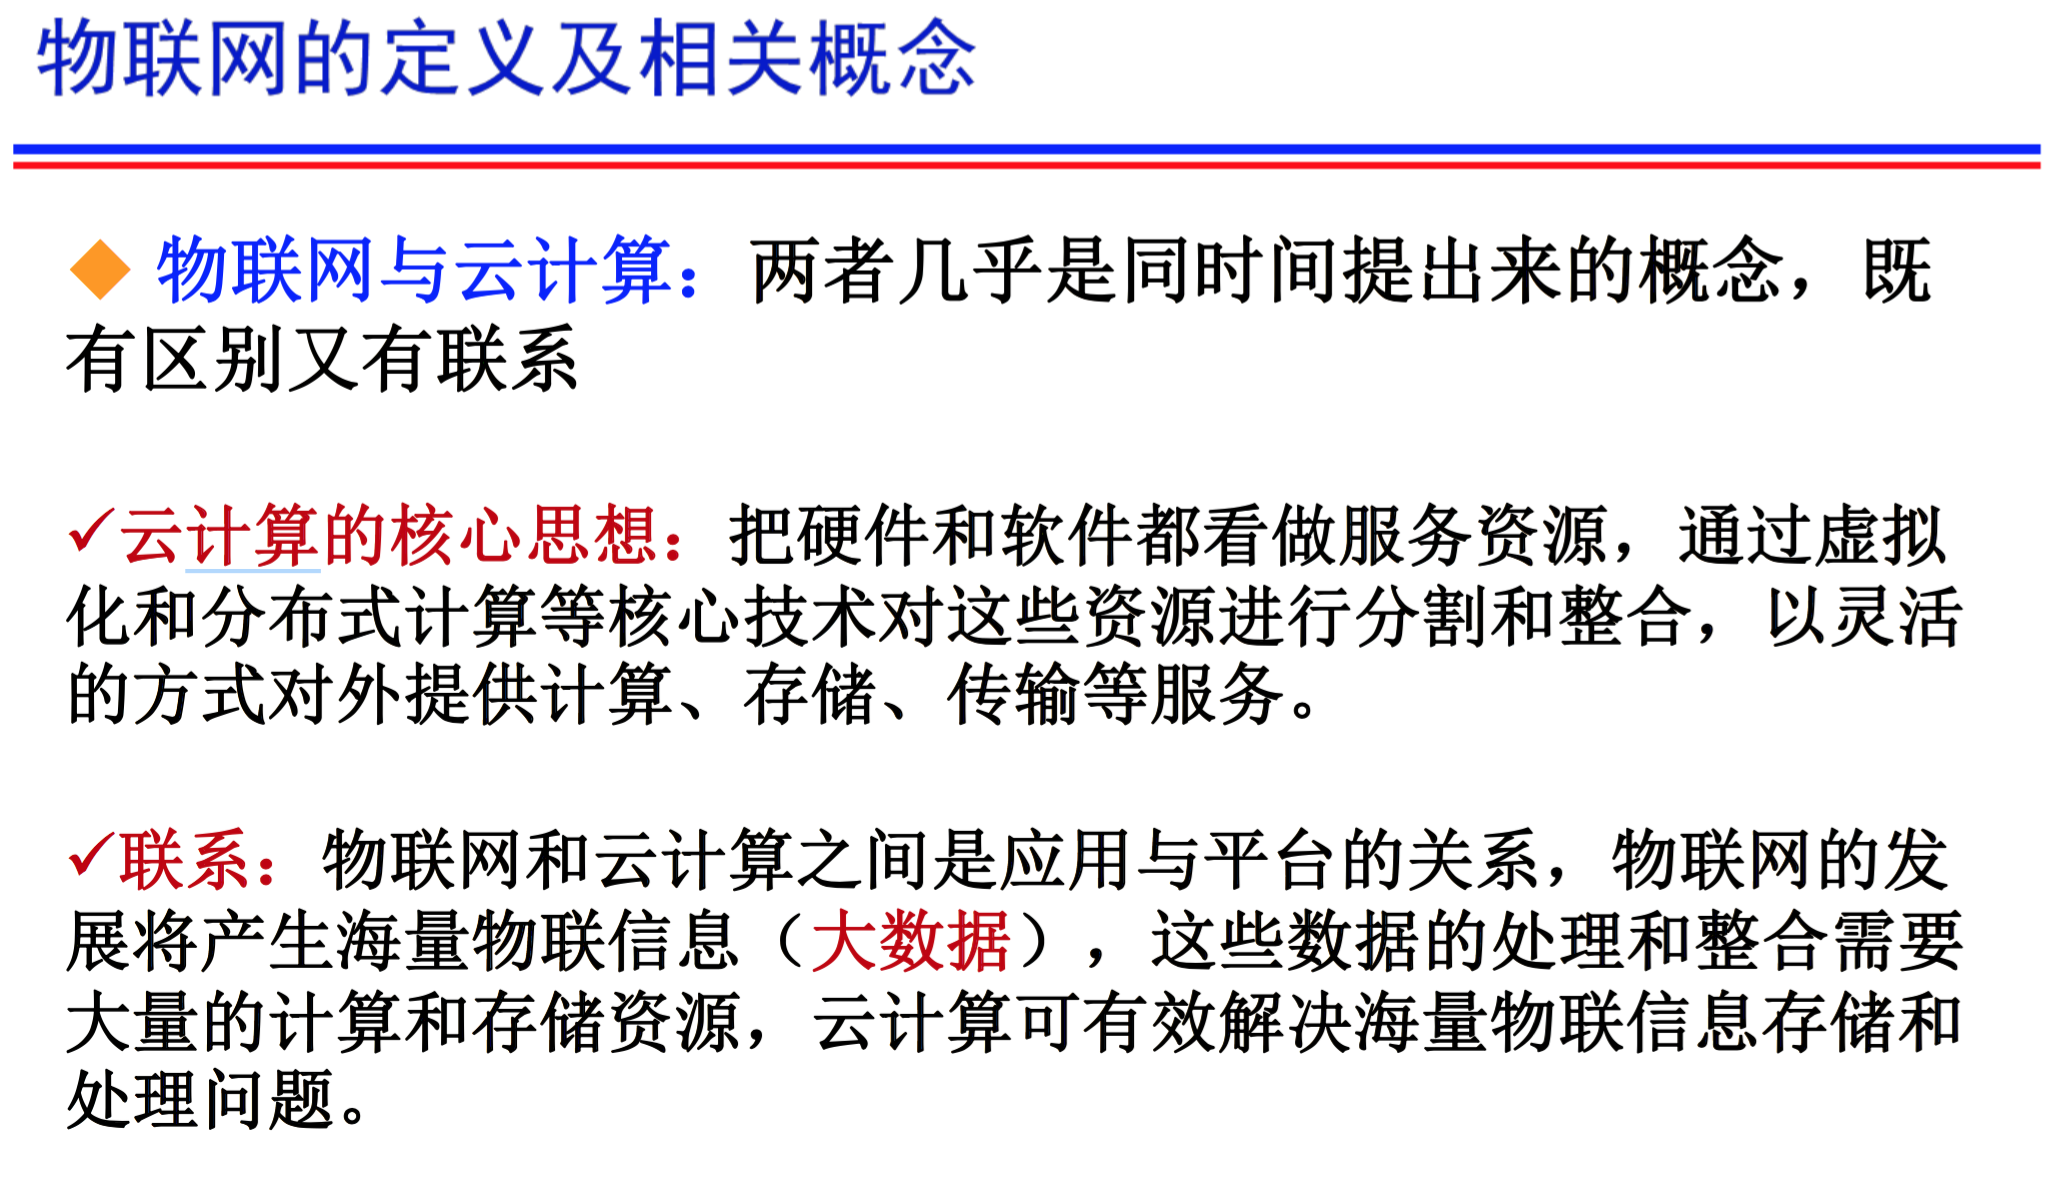 物联网的定义及相关概念
物联网与云计算：两者几乎是同时间提出来的概念，既
有区别又有联系
✓云计算的核心思想：把硬件和软件都看做服务资源，通过虚拟
化和分布式计算等核心技术对这些资源进行分割和整合，以灵活
的方式对外提供计算、存储、传输等服务。
✓联系：物联网和云计算之间是应用与平台的关系，物联网的发
展将产生海量物联信息（大数据），这些数据的处理和整合需要
大量的计算和存储资源，云计算可有效解决海量物联信息存储和
处理问题。